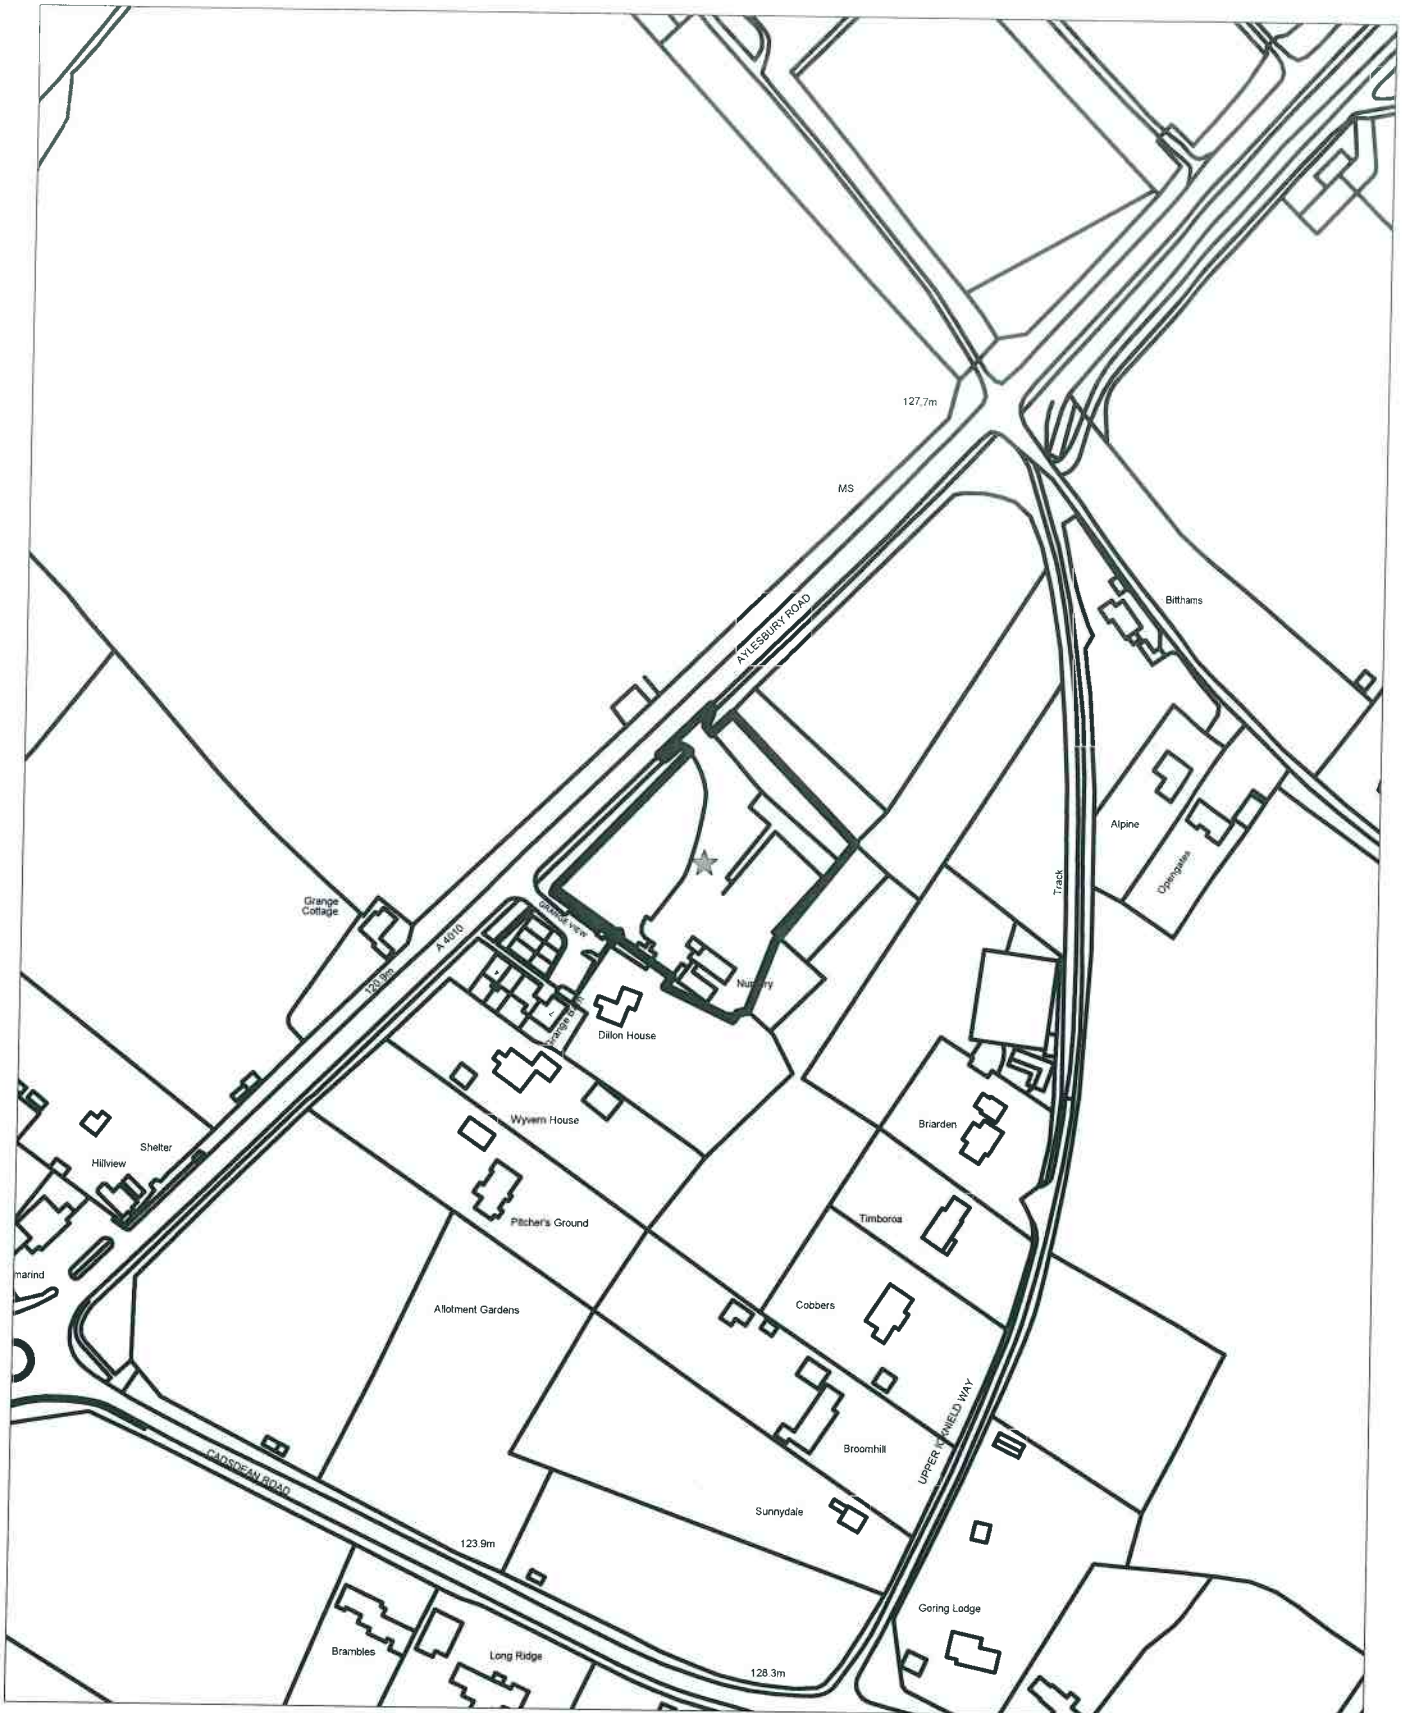 127.7m
MS
AYLESBURY ROAD
Bitthams
Alpine
Opengates
Track
Grange
Cottage
A 4010
GRANGE VIEW
120.9m
Nursery
Dillon House
Wyvern House
Briarden
Shelter
Hillview
Pitcher's Ground
Timboroa
marind
Allotment Gardens
Cobbers
UPPER ICKNIELD WAY
Broomhill
CADSDEAN ROAD
Sunnydale
123.9m
Goring Lodge
Brambles
Long Ridge
128.3m